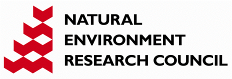 NATURAL
ENVIRONMENT
RESEARCH COUNCIL